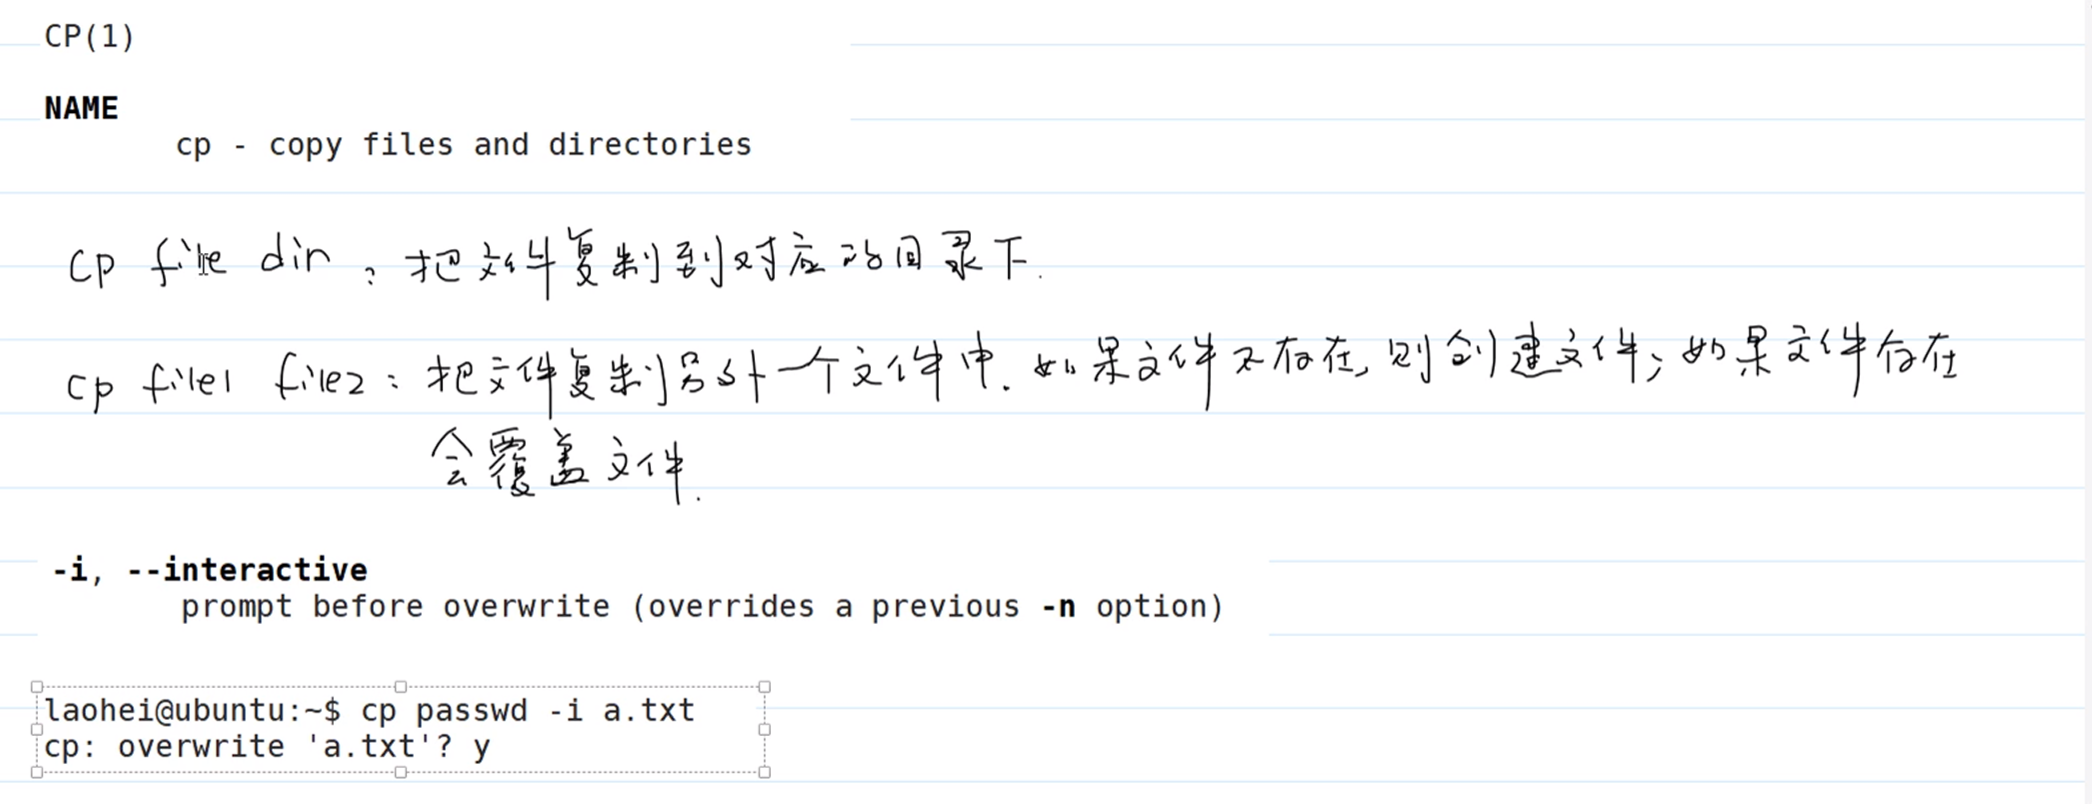 CP(1)
NAME
cp - copy files and directories
cp file dir : 把文件复制到对应的目录下.
cp file1 file2 : 把文件复制另外一个文件中. 如果文件不存在, 则创建文件; 如果文件存在
会覆盖文件.
-i, --interactive
prompt before overwrite (overrides a previous -n option)
laohei@ubuntu:~$ cp passwd -i a.txt
cp: overwrite 'a.txt'? y